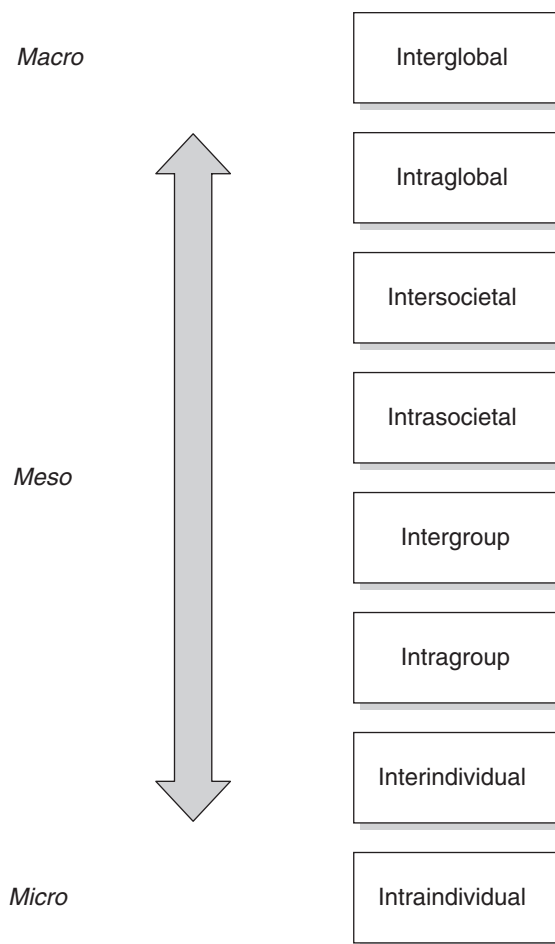 Macro
Interglobal
Intraglobal
Intersocietal
Intrasocietal
Meso
Intergroup
Intragroup
Interindividual
Micro
Intraindividual